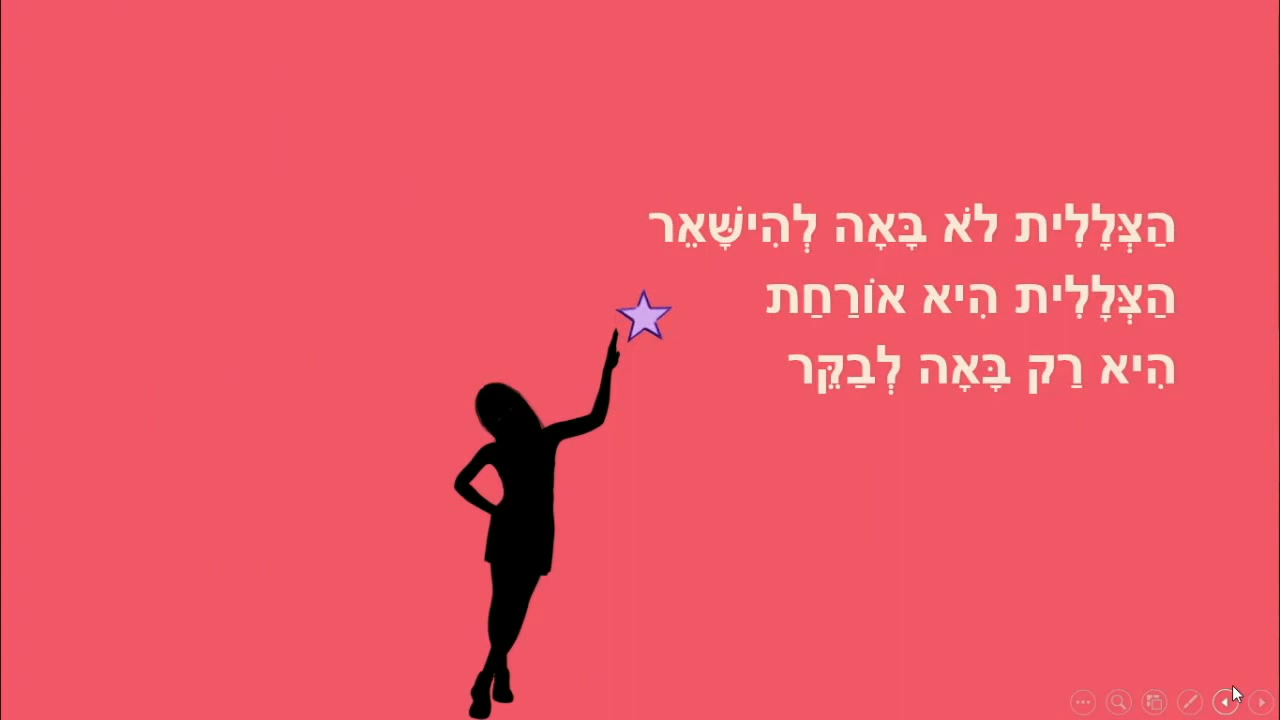 הַצְּלָלִית לֹא בָּאָה לְהִישָּׁאֵר
הַצְּלָלִית הִיא אוֹרַחַת
הִיא רַק בָּאָה לְבַקֵּר